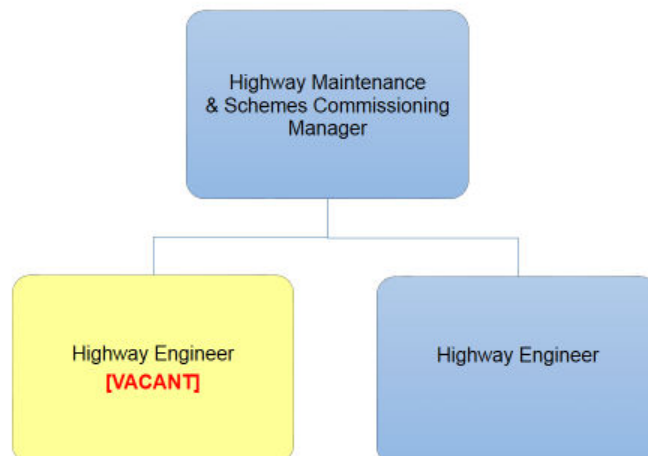 Highway Maintenance
& Schemes Commissioning
Manager
Highway Engineer
[VACANT]
Highway Engineer